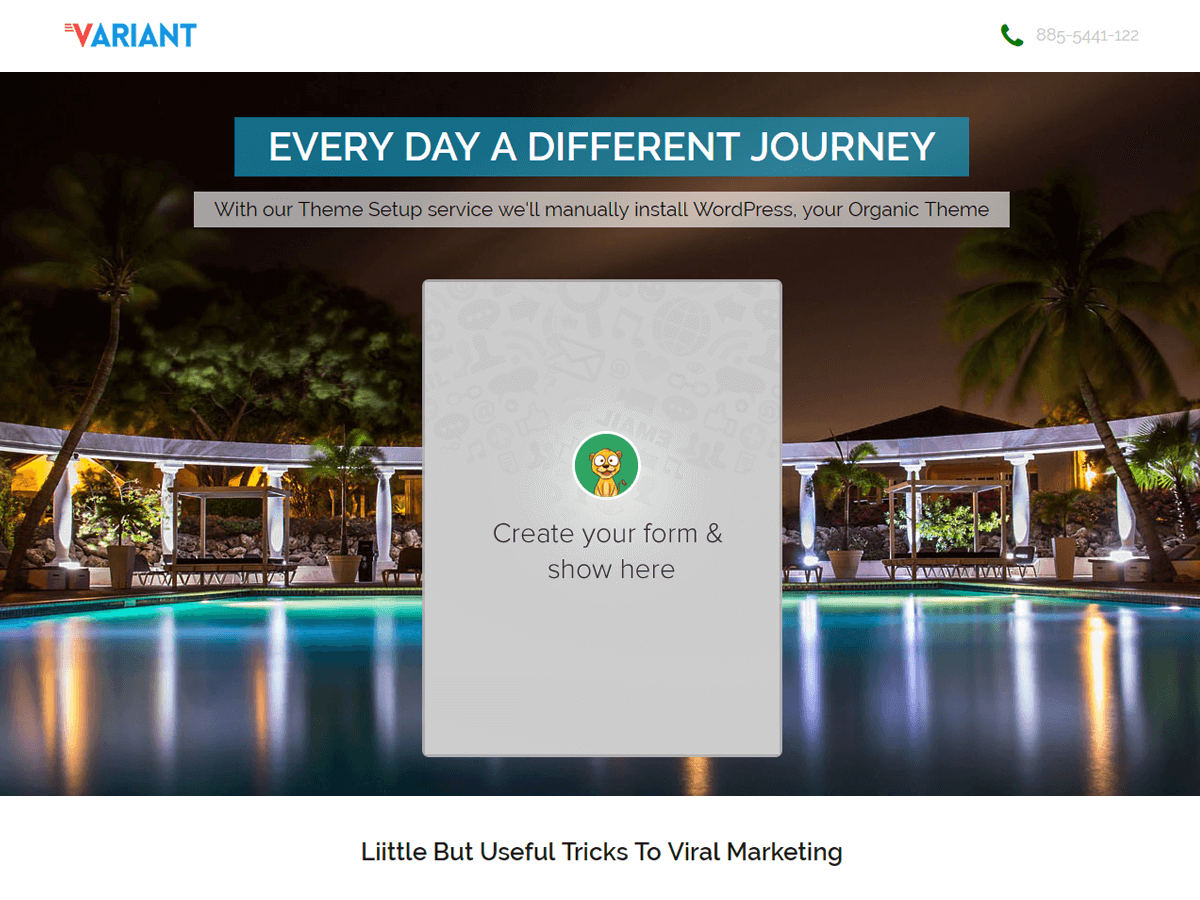 VARIANT
885-5441-122
EVERY DAY A DIFFERENT JOURNEY
With our Theme Setup service we'll manually install WordPress, your Organic Theme
Create your form &
show here
Liittle But Useful Tricks To Viral Marketing